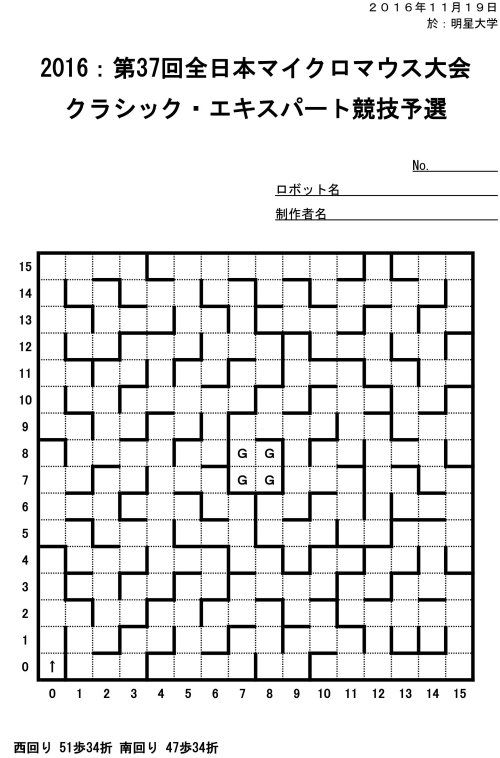 ２０１６年１１月１９日
於：明星大学
2016：第37回全日本マイクロマウス大会
クラシック・エキスパート競技予選
No.
ロボット名
制作者名
15
14
13
12
11
10
9
8 G G
7 G G
6
5
4
3
2
1
0 ↑
0 1 2 3 4 5 6 7 8 9 10 11 12 13 14 15
西回り 51歩34折 南回り 47歩34折